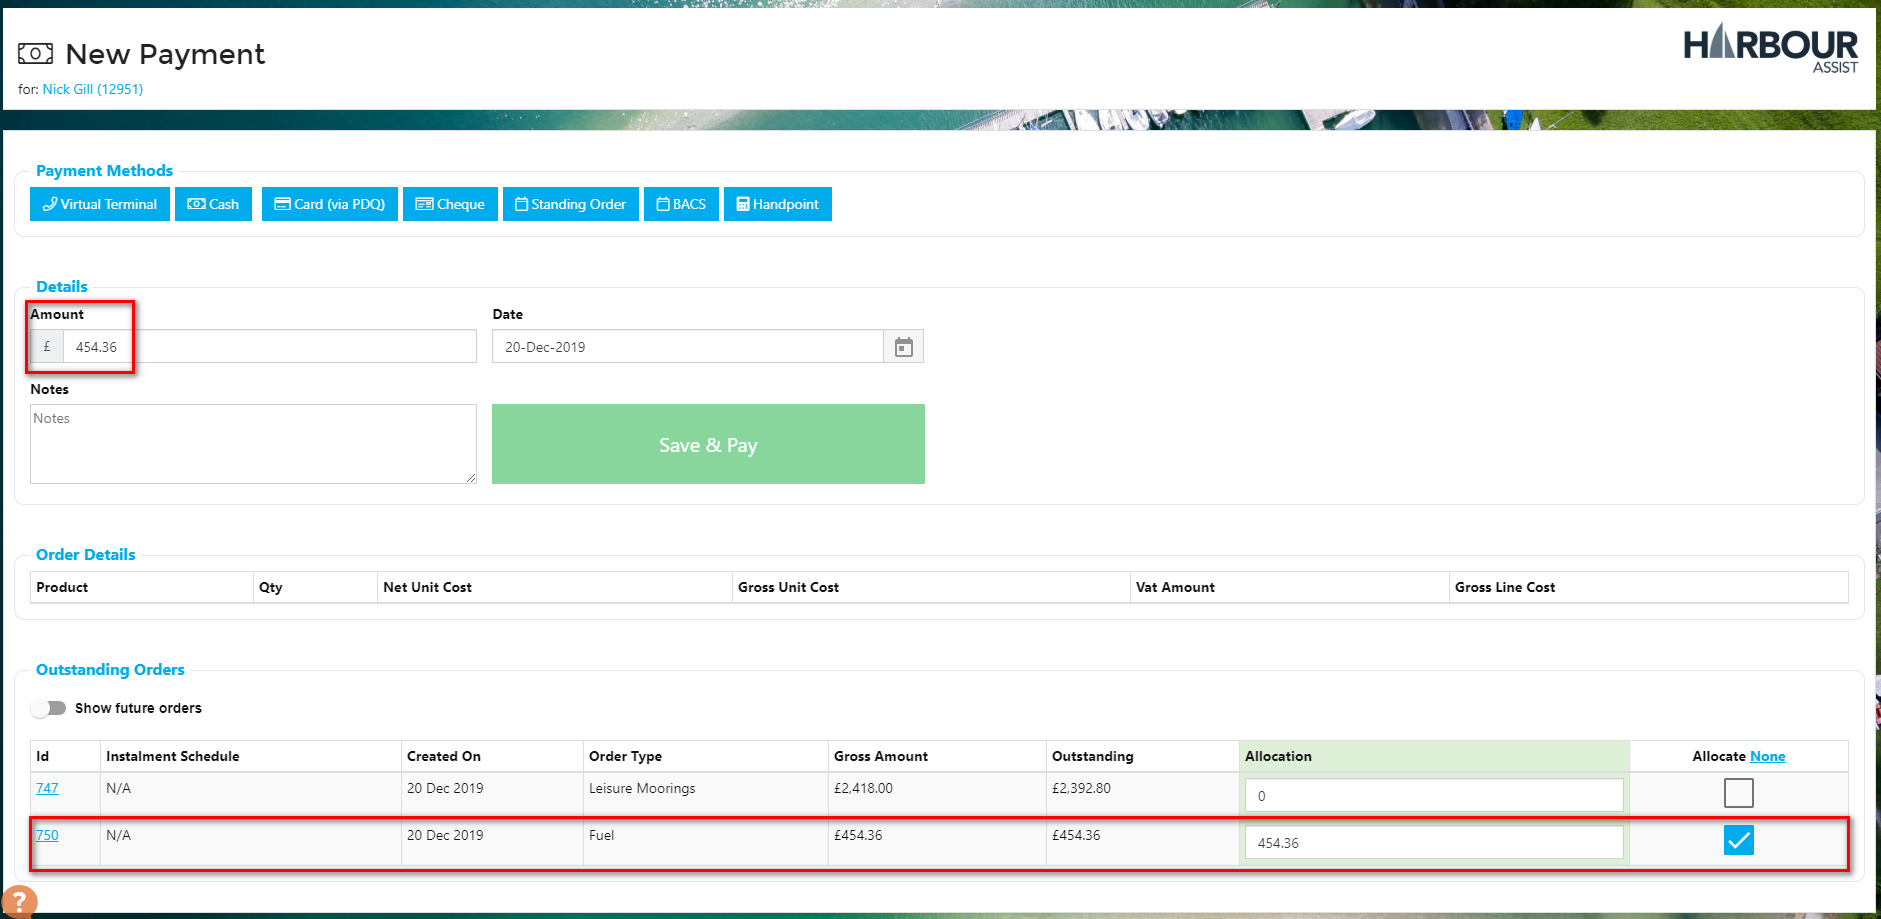 New Payment
HARBOUR
ASSIST
for: Nick Gill (12951)
Payment Methods
Virtual Terminal Cash Card (via PDQ) Cheque Standing Order BACS Handpoint
Details
Amount Date
£ 454.36 20-Dec-2019
Notes
Notes
Save & Pay
Order Details
Product Qty Net Unit Cost Gross Unit Cost Vat Amount Gross Line Cost
Outstanding Orders
Show future orders
Id Instalment Schedule Created On Order Type Gross Amount Outstanding Allocation Allocate None
747 N/A 20 Dec 2019 Leisure Moorings £2,418.00 £2,392.80 0
750 N/A 20 Dec 2019 Fuel £454.36 £454.36 454.36
?